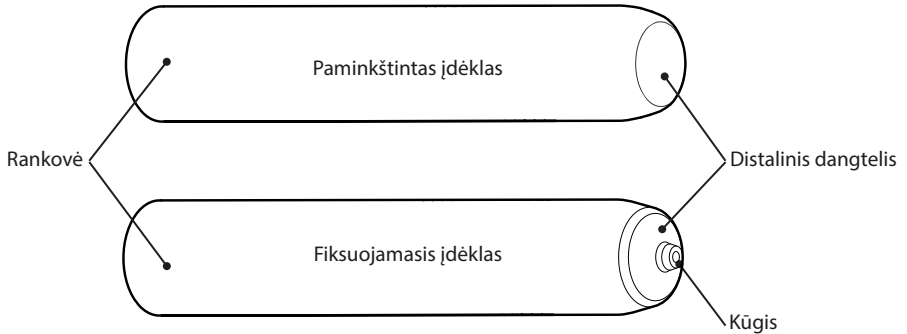 Paminkštintas įdėklas
Rankovė
Distalinis dangtelis
Fiksuojamasis įdėklas
Kūgis